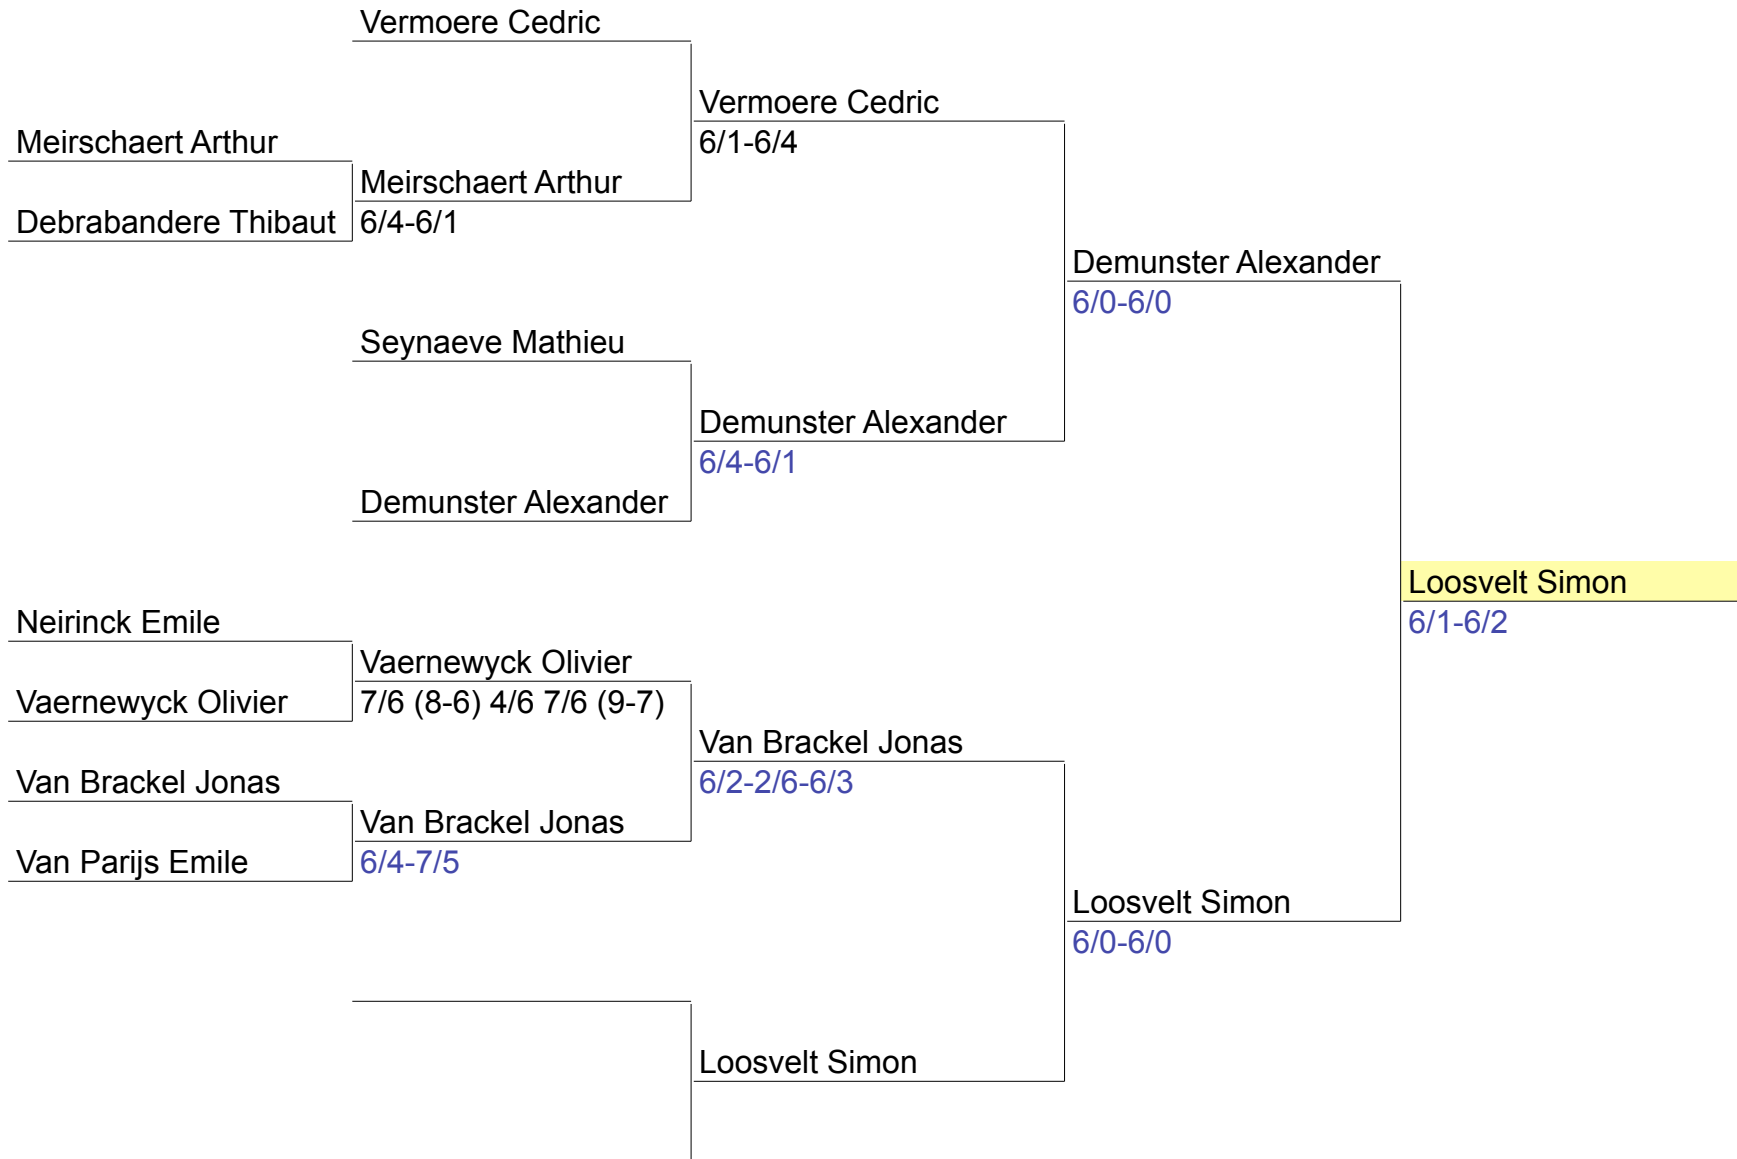 Vermoere Cedric
Vermoere Cedric
6/1-6/4
Meirschaert Arthur
Meirschaert Arthur
6/4-6/1
Debrabandere Thibaut
Demunster Alexander
6/0-6/0
Seynaeve Mathieu
Demunster Alexander
6/4-6/1
Demunster Alexander
Loosvelt Simon
6/1-6/2
Neirinck Emile
Vaernewyck Olivier
7/6 (8-6) 4/6 7/6 (9-7)
Vaernewyck Olivier
Van Brackel Jonas
6/2-2/6-6/3
Van Brackel Jonas
Van Brackel Jonas
6/4-7/5
Van Parijs Emile
Loosvelt Simon
6/0-6/0
Loosvelt Simon